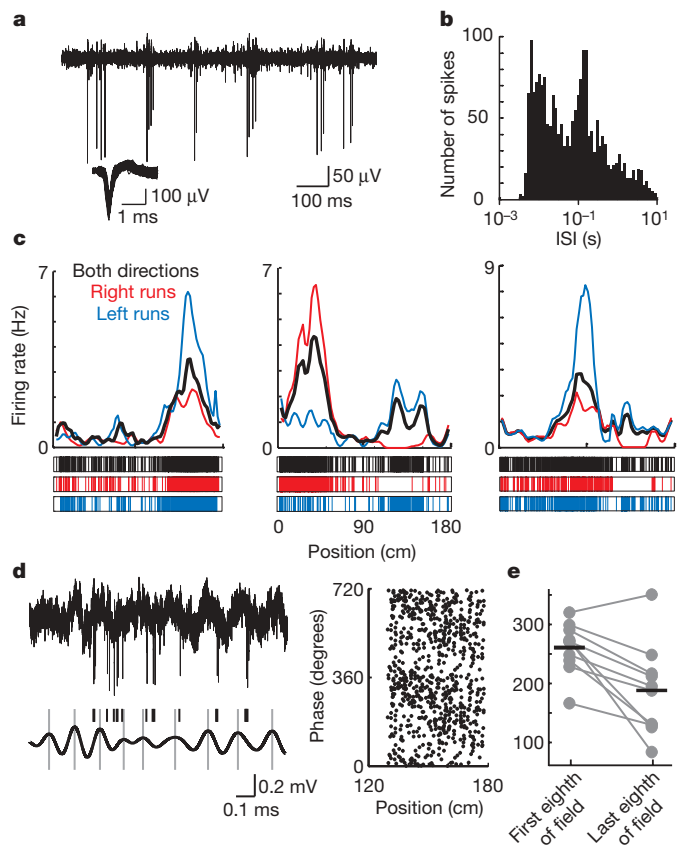 a
50 µV
100 ms
100 µV
1 ms
b
Number of spikes
100
50
0
10⁻³
10⁻¹
10¹
ISI (s)
c
Firing rate (Hz)
7
0
Both directions
Right runs
Left runs
7
0
9
0
0
90
180
Position (cm)
d
0.2 mV
0.1 ms
Phase (degrees)
720
360
0
120
180
Position (cm)
e
300
200
100
First eighth
of field
Last eighth
of field